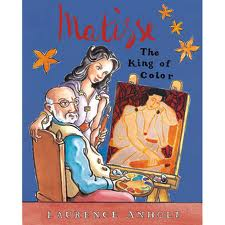 Matisse
The King of
Color
LAURENCE ANHOLT